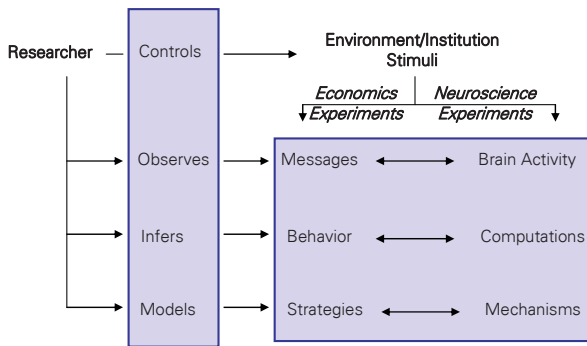 Environment/Institution
Researcher Controls
Stimuli
Economics Neuroscience
Experiments Experiments
Observes Messages Brain Activity
Infers Behavior Computations
Models Strategies Mechanisms